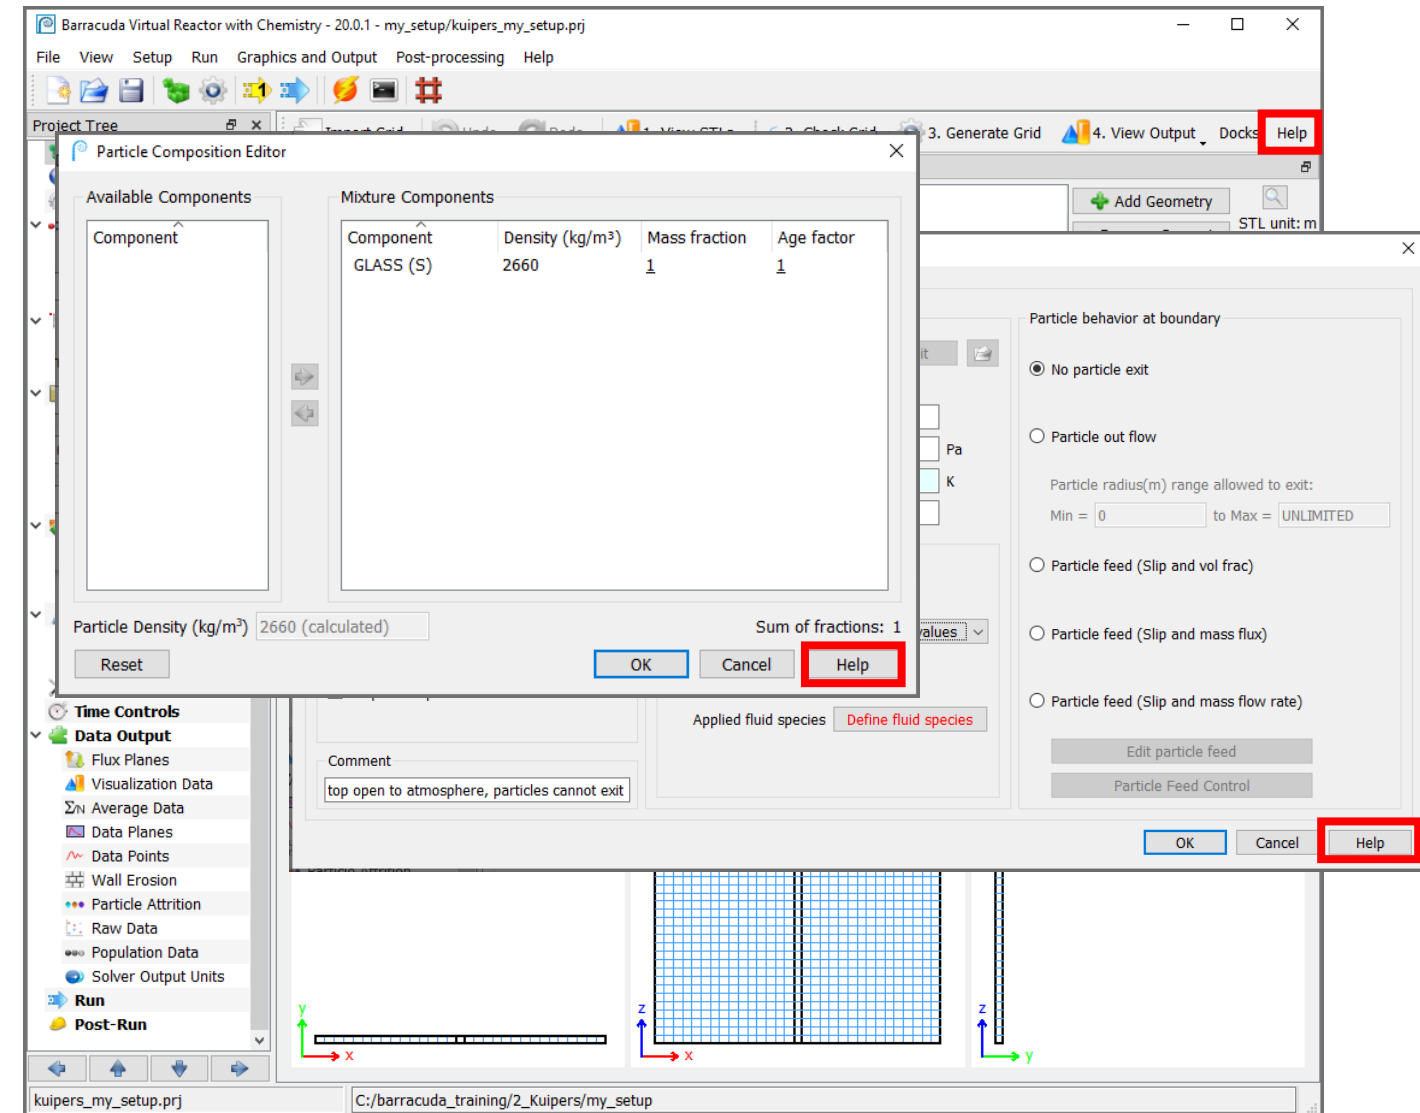 Barracuda Virtual Reactor with Chemistry - 20.0.1 - my_setup/kuipers_my_setup.prj
File View Setup Run Graphics and Output Post-processing Help
Project Tree
3. Generate Grid 4. View Output Docks Help
Particle Composition Editor
Add Geometry
STL unit: m
Available Components
Component
Mixture Components
Component Density (kg/m³) Mass fraction Age factor
GLASS (S) 2660 1 1
Particle Density (kg/m³) 2660 (calculated)
Sum of fractions: 1
Reset OK Cancel Help
Particle behavior at boundary
No particle exit
Particle out flow
Pa
K
Particle radius(m) range allowed to exit:
Min = 0 to Max = UNLIMITED
Particle feed (Slip and vol frac)
values
Particle feed (Slip and mass flux)
Particle feed (Slip and mass flow rate)
Applied fluid species Define fluid species
Edit particle feed
Particle Feed Control
Comment
top open to atmosphere, particles cannot exit
OK Cancel Help
Time Controls
Data Output
Flux Planes
Visualization Data
Σ/N Average Data
Data Planes
Data Points
Wall Erosion
Particle Attrition
Raw Data
Population Data
Solver Output Units
Run
Post-Run
y
x
z
x
z
y
kuipers_my_setup.prj
C:/barracuda_training/2_Kuipers/my_setup